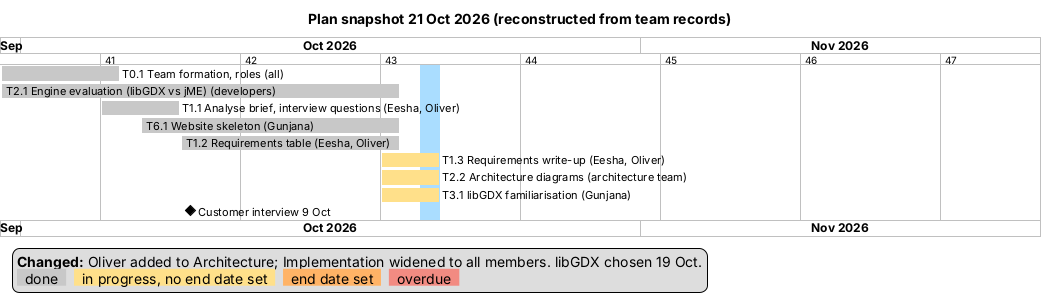 Plan snapshot 21 Oct 2026 (reconstructed from team records)
Sep Oct 2026 Nov 2026
41 42 43 44 45 46 47
T0.1 Team formation, roles (all)
T2.1 Engine evaluation (libGDX vs jME) (developers)
T1.1 Analyse brief, interview questions (Eesha, Oliver)
T6.1 Website skeleton (Gunjana)
T1.2 Requirements table (Eesha, Oliver)
T1.3 Requirements write-up (Eesha, Oliver)
T2.2 Architecture diagrams (architecture team)
T3.1 libGDX familiarisation (Gunjana)
Customer interview 9 Oct
Sep Oct 2026 Nov 2026
Changed: Oliver added to Architecture; Implementation widened to all members. libGDX chosen 19 Oct.
done in progress, no end date set end date set overdue